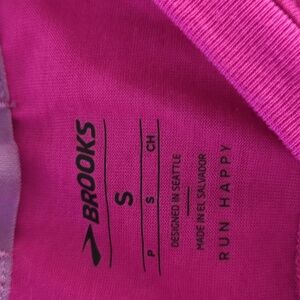 BROOKS
S
P S CH
DESIGNED IN SEATTLE
MADE IN EL SALVADOR
RUN HAPPY